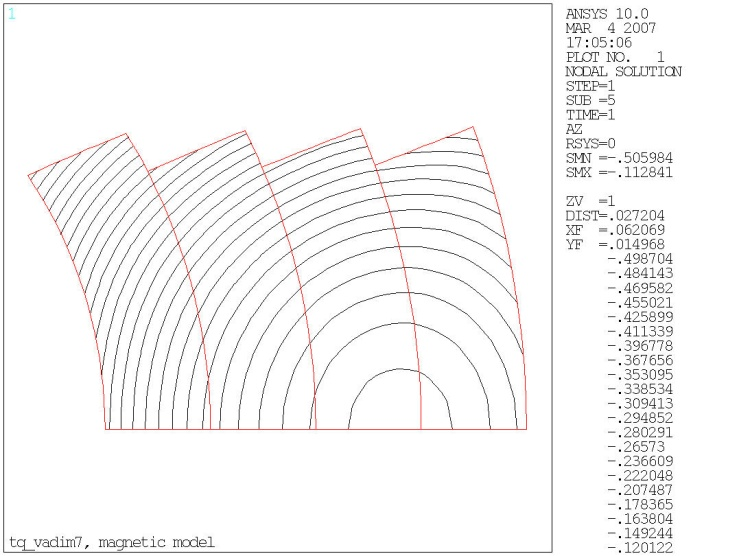 1
ANSYS 10.0
MAR 4 2007
17:05:06
PLOT NO. 1
NODAL SOLUTION
STEP=1
SUB =5
TIME=1
AZ
RSYS=0
SMN =-.505984
SMX =-.112841
ZV =1
DIST=.027204
XF =.062069
YF =.014968
-.498704
-.484143
-.469582
-.455021
-.425899
-.411339
-.396778
-.367656
-.353095
-.338534
-.309413
-.294852
-.280291
-.26573
-.236609
-.222048
-.207487
-.178365
-.163804
-.149244
-.120122
tq_vadim7, magnetic model